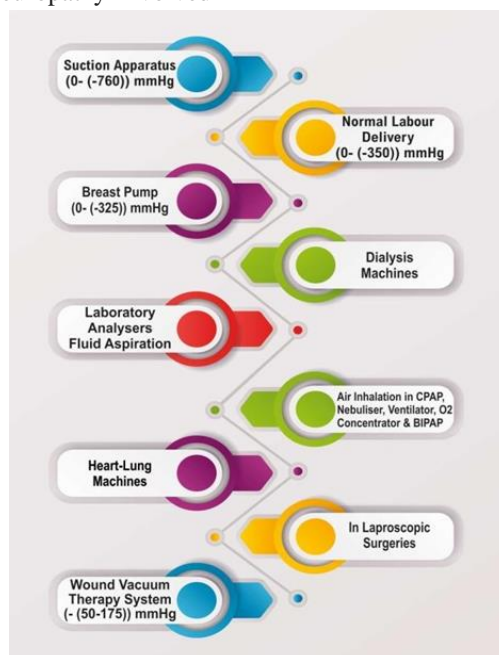 Suction Apparatus
(0- (-760)) mmHg
Normal Labour
Delivery
(0- (-350)) mmHg
Breast Pump
(0- (-325)) mmHg
Dialysis
Machines
Laboratory
Analysers
Fluid Aspiration
Air Inhalation in CPAP,
Nebuliser, Ventilator, O2
Concentrator & BIPAP
Heart-Lung
Machines
In Laproscopic
Surgeries
Wound Vacuum
Therapy System
(- (50-175)) mmHg